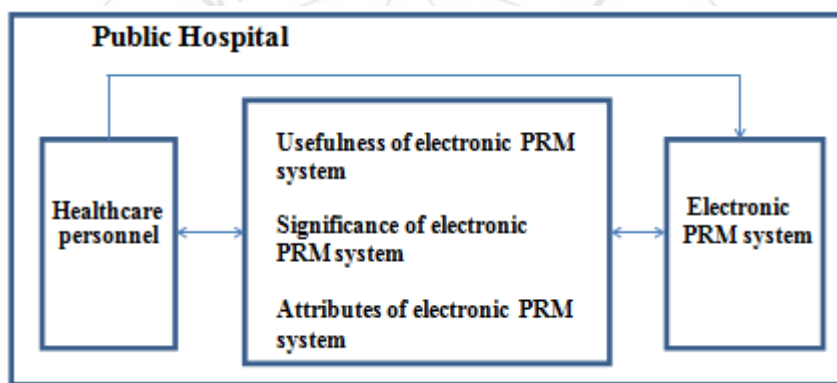 Public Hospital
Healthcare
personnel
Usefulness of electronic PRM
system
Significance of electronic
PRM system
Attributes of electronic PRM
system
Electronic
PRM system